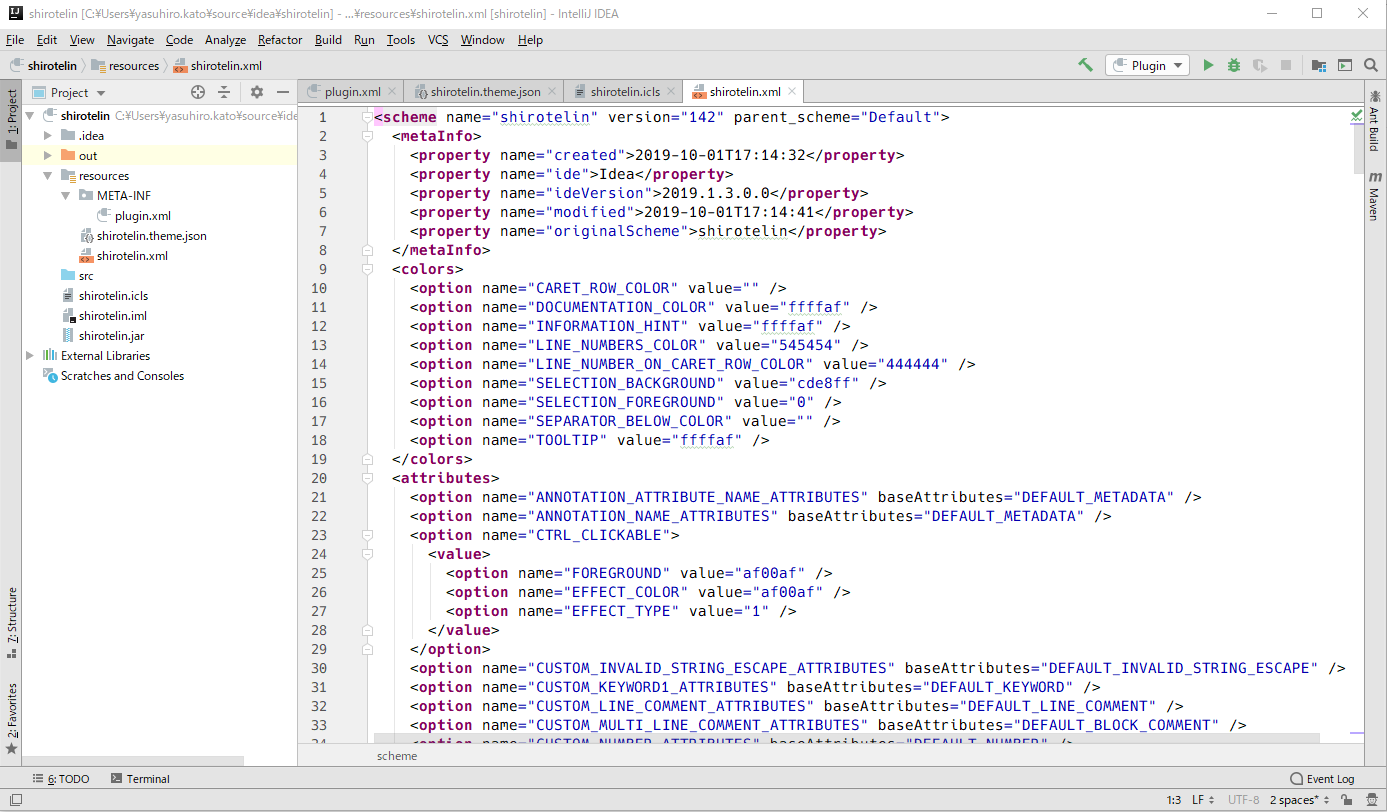 shirotelin [C:¥Users¥yasuhiro.kato¥source¥idea¥shirotelin] - ...¥resources¥shirotelin.xml [shirotelin] - IntelliJ IDEA
File Edit View Navigate Code Analyze Refactor Build Run Tools VCS Window Help
shirotelin resources shirotelin.xml Plugin
Project plugin.xml shirotelin.theme.json shirotelin.icls shirotelin.xml
1: Project
7: Structure
2: Favorites
shirotelin C:¥Users¥yasuhiro.kato¥source¥ide
.idea
out
resources
META-INF
plugin.xml
shirotelin.theme.json
shirotelin.xml
src
shirotelin.icls
shirotelin.iml
shirotelin.jar
External Libraries
Scratches and Consoles
1 <scheme name="shirotelin" version="142" parent_scheme="Default">
2 <metaInfo>
3 <property name="created">2019-10-01T17:14:32</property>
4 <property name="ide">Idea</property>
5 <property name="ideVersion">2019.1.3.0.0</property>
6 <property name="modified">2019-10-01T17:14:41</property>
7 <property name="originalScheme">shirotelin</property>
8 </metaInfo>
9 <colors>
10 <option name="CARET_ROW_COLOR" value="" />
11 <option name="DOCUMENTATION_COLOR" value="ffffaf" />
12 <option name="INFORMATION_HINT" value="ffffaf" />
13 <option name="LINE_NUMBERS_COLOR" value="545454" />
14 <option name="LINE_NUMBER_ON_CARET_ROW_COLOR" value="444444" />
15 <option name="SELECTION_BACKGROUND" value="cde8ff" />
16 <option name="SELECTION_FOREGROUND" value="0" />
17 <option name="SEPARATOR_BELOW_COLOR" value="" />
18 <option name="TOOLTIP" value="ffffaf" />
19 </colors>
20 <attributes>
21 <option name="ANNOTATION_ATTRIBUTE_NAME_ATTRIBUTES" baseAttributes="DEFAULT_METADATA" />
22 <option name="ANNOTATION_NAME_ATTRIBUTES" baseAttributes="DEFAULT_METADATA" />
23 <option name="CTRL_CLICKABLE">
24 <value>
25 <option name="FOREGROUND" value="af00af" />
26 <option name="EFFECT_COLOR" value="af00af" />
27 <option name="EFFECT_TYPE" value="1" />
28 </value>
29 </option>
30 <option name="CUSTOM_INVALID_STRING_ESCAPE_ATTRIBUTES" baseAttributes="DEFAULT_INVALID_STRING_ESCAPE" />
31 <option name="CUSTOM_KEYWORD1_ATTRIBUTES" baseAttributes="DEFAULT_KEYWORD" />
32 <option name="CUSTOM_LINE_COMMENT_ATTRIBUTES" baseAttributes="DEFAULT_LINE_COMMENT" />
33 <option name="CUSTOM_MULTI_LINE_COMMENT_ATTRIBUTES" baseAttributes="DEFAULT_BLOCK_COMMENT" />
34 <option name="CUSTOM_NUMBER_ATTRIBUTES" baseAttributes="DEFAULT_NUMBER" />
scheme
Ant Build
Maven
6: TODO Terminal Event Log
1:3 LF UTF-8 2 spaces*